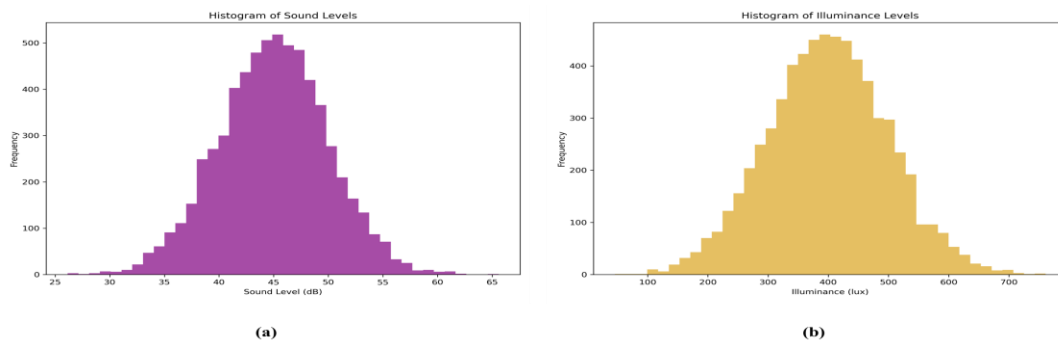 Histogram of Sound Levels
500
400
300
200
100
0
Frequency
25 30 35 40 45 50 55 60 65
Sound Level (dB)
(a)
Histogram of Illuminance Levels
400
300
200
100
0
Frequency
100 200 300 400 500 600 700
Illuminance (lux)
(b)